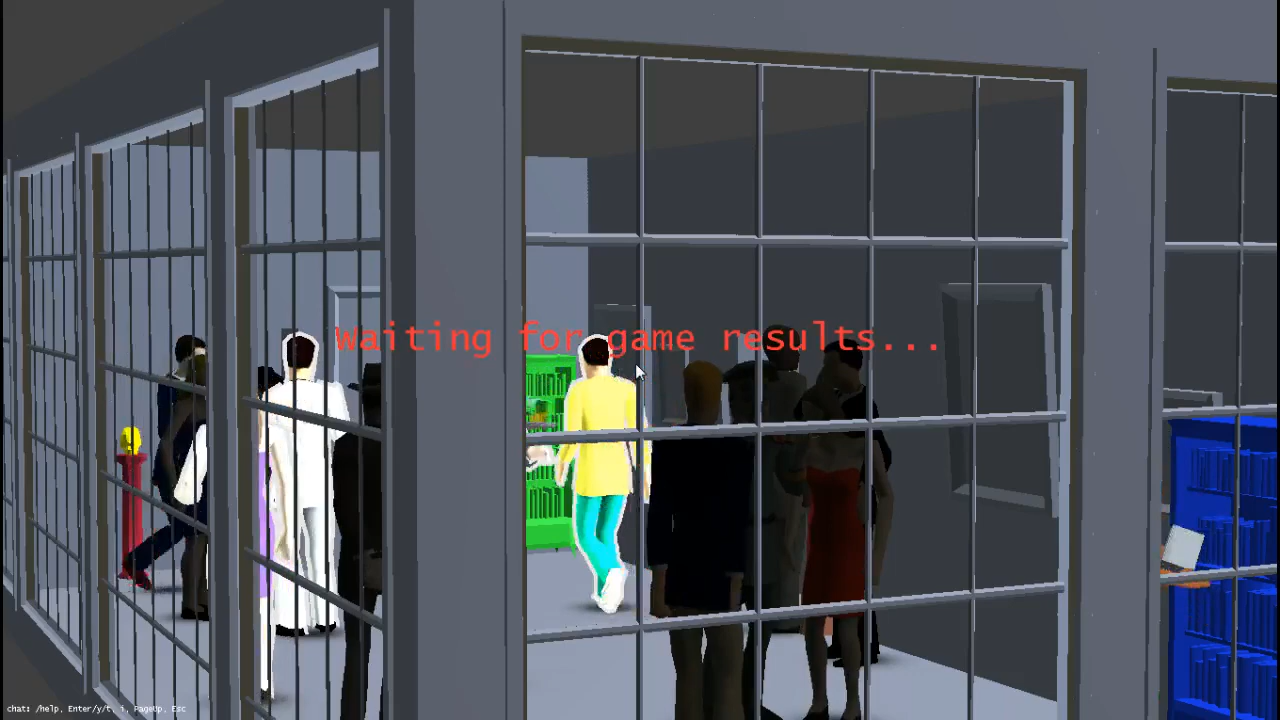 Waiting for game results...
chat: /help, Enter/y/t, i, PageUp, Esc